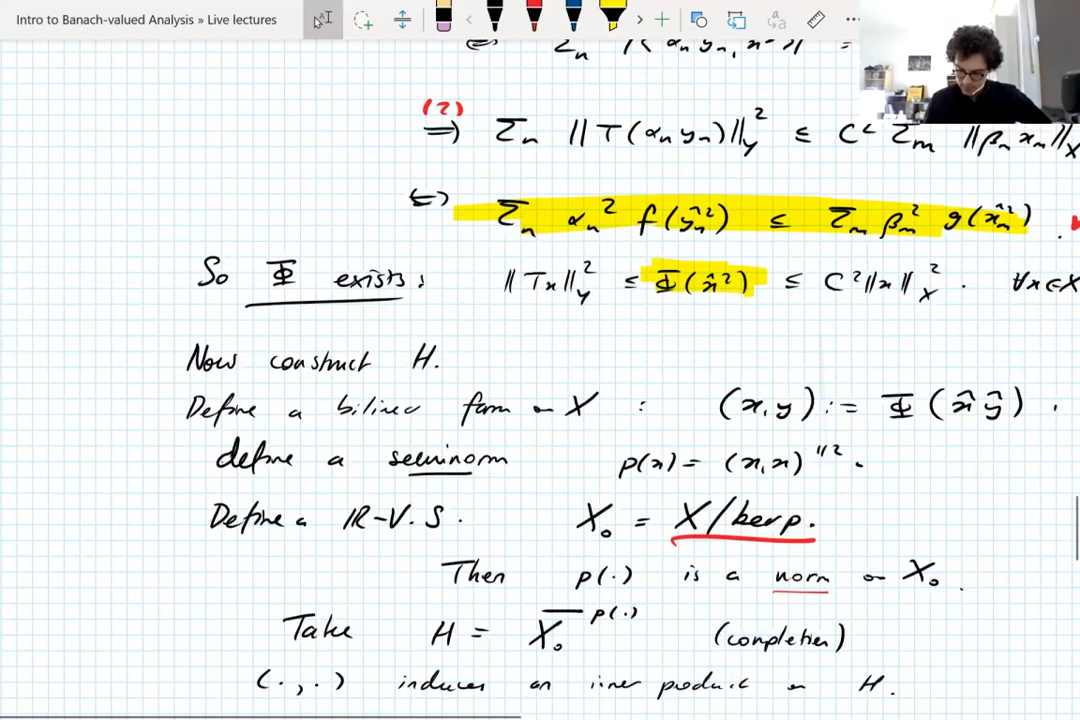 Intro to Banach-valued Analysis » Live lectures
(2) ⇒ Σn ‖T(αn yn)‖y² ≤ C² Σm ‖βm xm‖X
⇔ Σn αn² f(ŷn²) ≤ Σm βm² g(x̂m²).
So Φ exists: ‖Tx‖y² ≤ Φ(x̂²) ≤ C²‖x‖X². ∀x∈X
Now construct H.
Define a bilinear form on X : (x,y) := Φ(x̂ŷ).
define a seminorm p(x) = (x,x)^1/2.
Define a ℝ-V.S. X₀ = X/ker p.
Then p(·) is a norm on X₀.
Take H = X̅₀^p(·) (completion)
(·,·) induces an inner product on H.